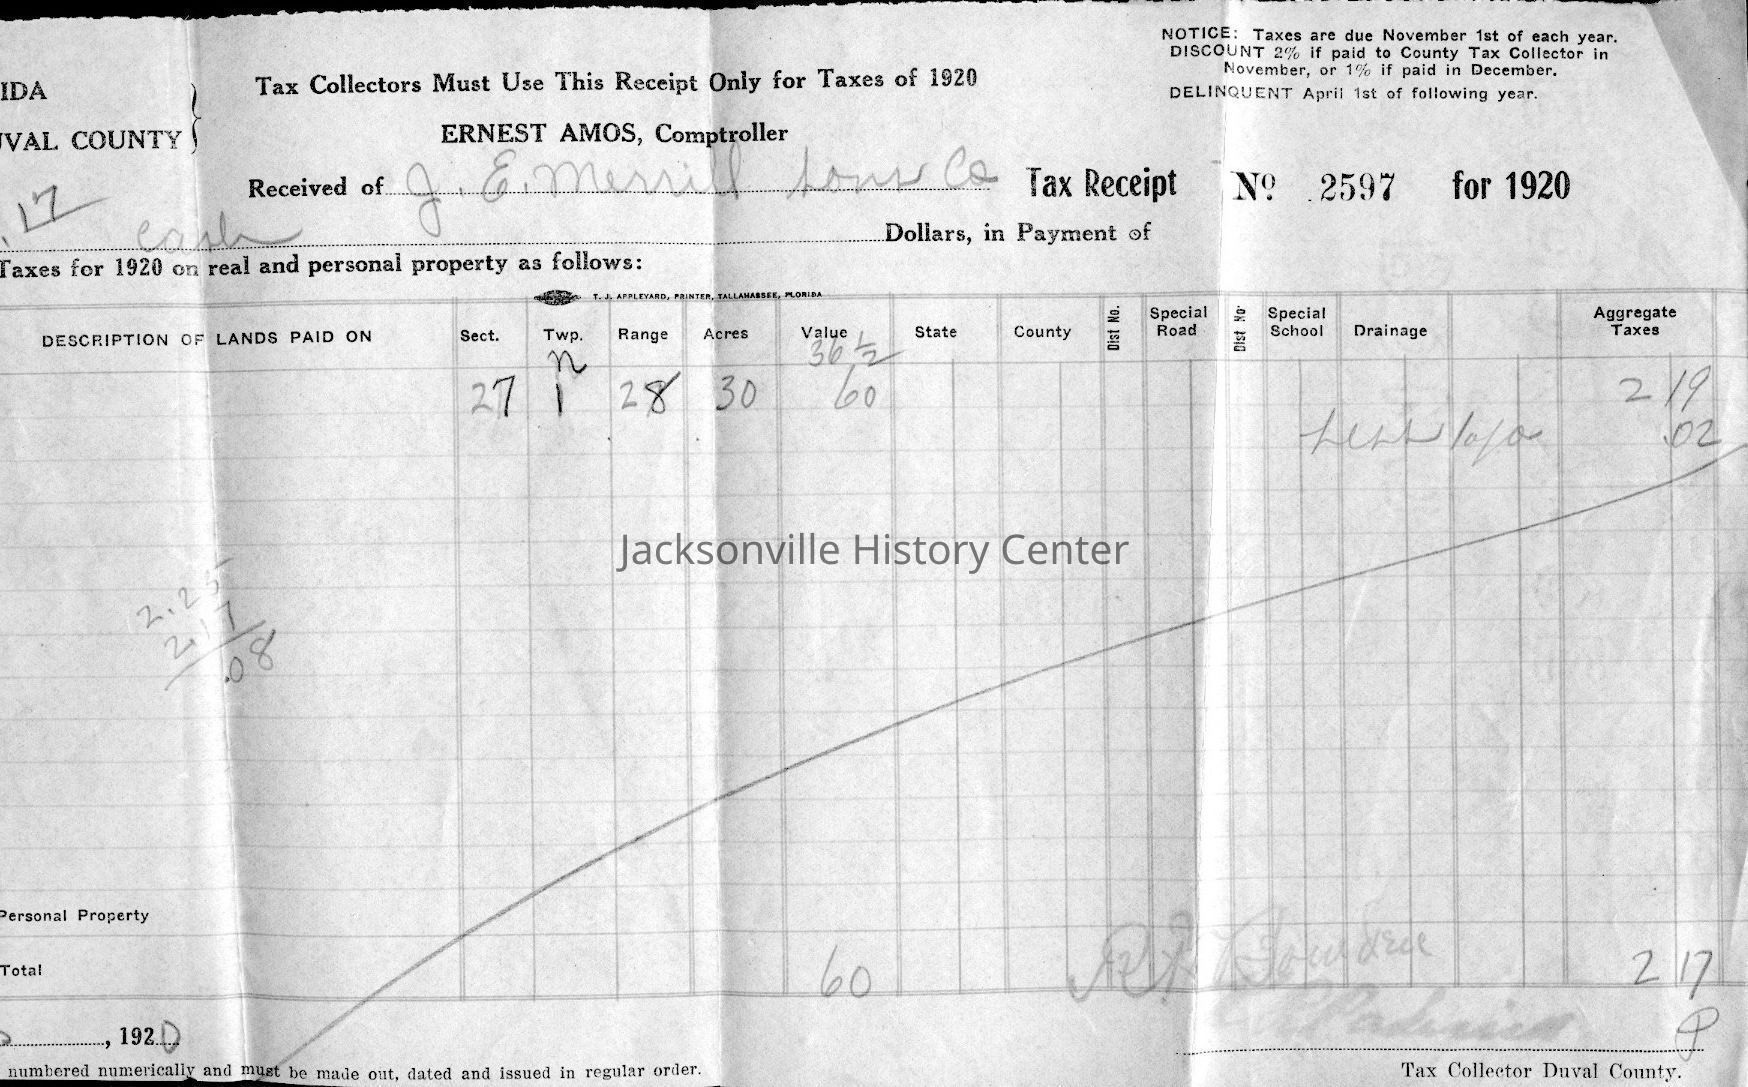 NOTICE: Taxes are due November 1st of each year.
DISCOUNT 2% if paid to County Tax Collector in
November, or 1% if paid in December.
DELINQUENT April 1st of following year.
IDA
UVAL COUNTY
Tax Collectors Must Use This Receipt Only for Taxes of 1920
ERNEST AMOS, Comptroller
Received of J. E. Merrill Sons Co Tax Receipt No 2597 for 1920
.17 cash Dollars, in Payment of
Taxes for 1920 on real and personal property as follows:
T. J. APPLEYARD, PRINTER, TALLAHASSEE, FLORIDA
DESCRIPTION OF LANDS PAID ON Sect. Twp. Range Acres Value State County Dist No. Special Road Dist No. Special School Drainage Aggregate Taxes
n 36 1/2
27 1 28 30 60 2 19
less 1% .02
Jacksonville History Center
2.25
2.17
.08
Personal Property
Total 60 2 17
, 1920
Tax Collector Duval County.
numbered numerically and must be made out, dated and issued in regular order.